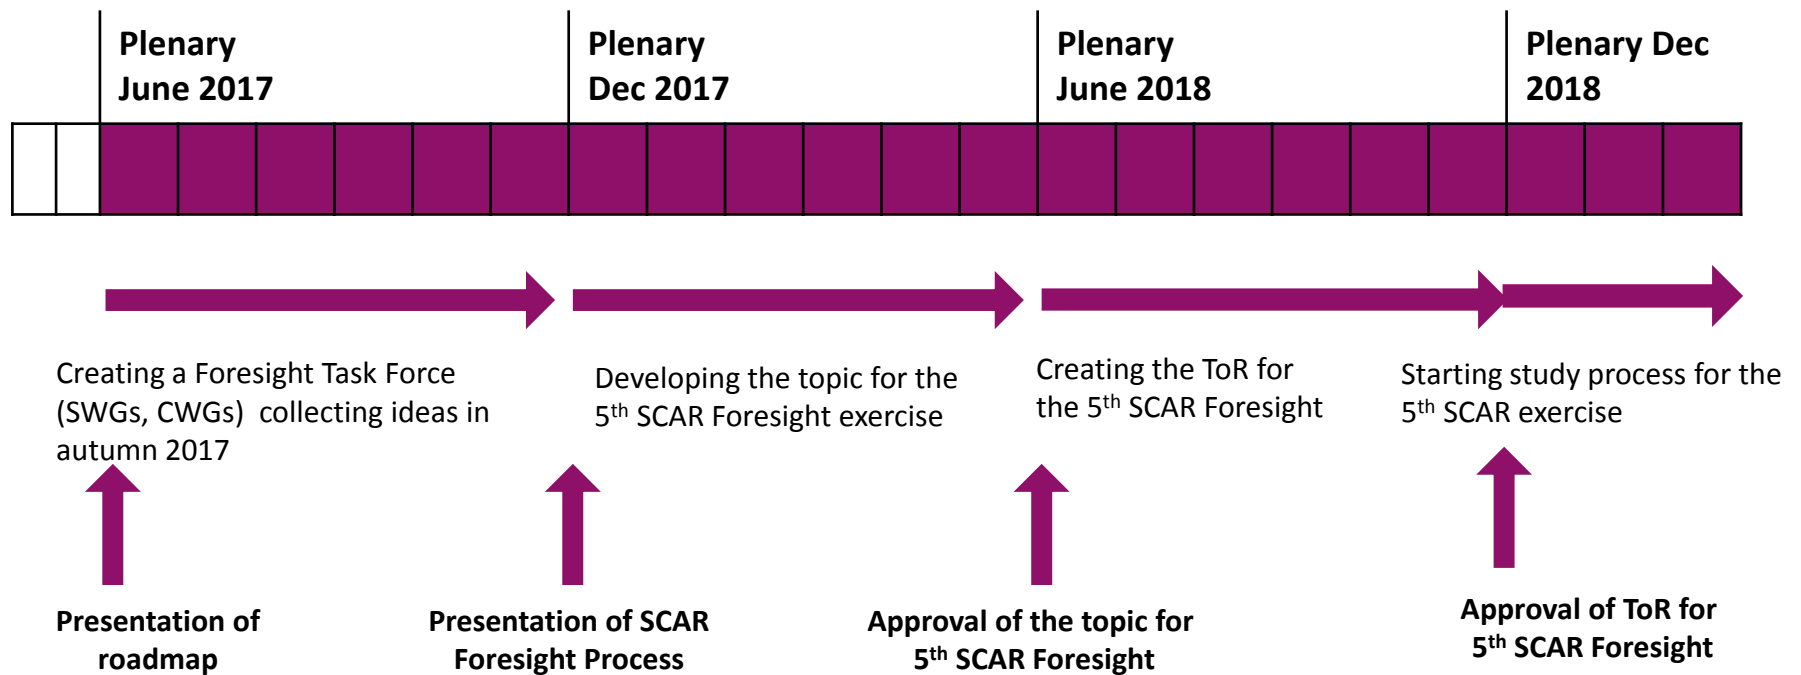 Plenary
June 2017
Plenary
Dec 2017
Plenary
June 2018
Plenary Dec
2018
Creating a Foresight Task Force
(SWGs, CWGs)  collecting ideas in
autumn 2017
Developing the topic for the
5th SCAR Foresight exercise
Creating the ToR for
the 5th SCAR Foresight
Starting study process for the
5th SCAR exercise
Presentation of
roadmap
Presentation of SCAR
Foresight Process
Approval of the topic for
5th SCAR Foresight
Approval of ToR for
5th SCAR Foresight